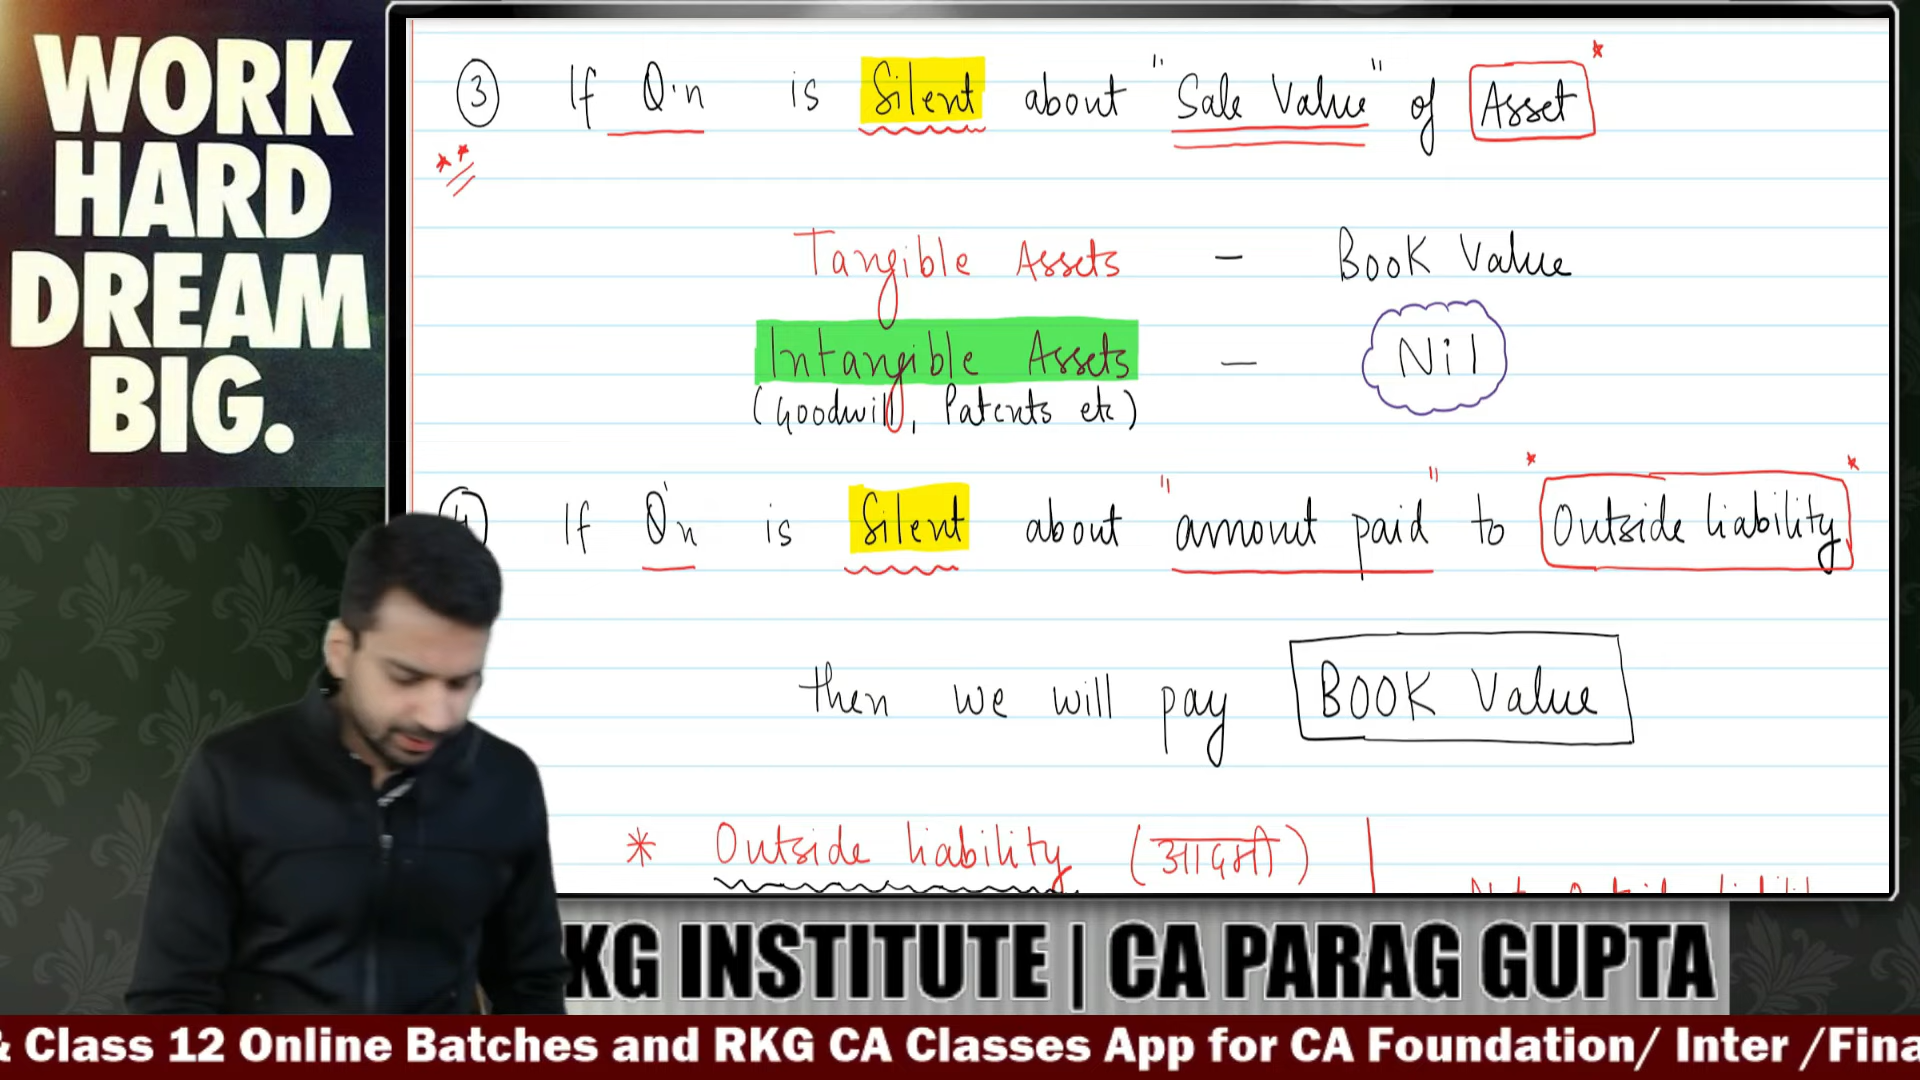 WORK
HARD
DREAM
BIG.
③ If Q.n is Silent about "Sale Value" of Asset
Tangible Assets - Book Value
Intangible Assets - Nil
(Goodwill, Patents etc)
If Q'n is Silent about "amount paid" to Outside liability
then we will pay BOOK Value
* Outside liability (आदमी)
KG INSTITUTE | CA PARAG GUPTA
& Class 12 Online Batches and RKG CA Classes App for CA Foundation/ Inter /Fina